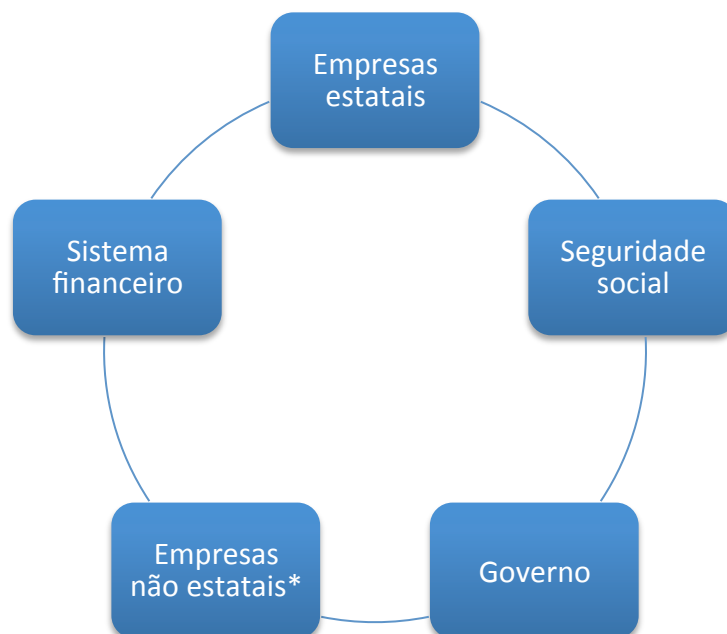 Empresas
estatais
Sistema
financeiro
Seguridade
social
Empresas
não estatais*
Governo